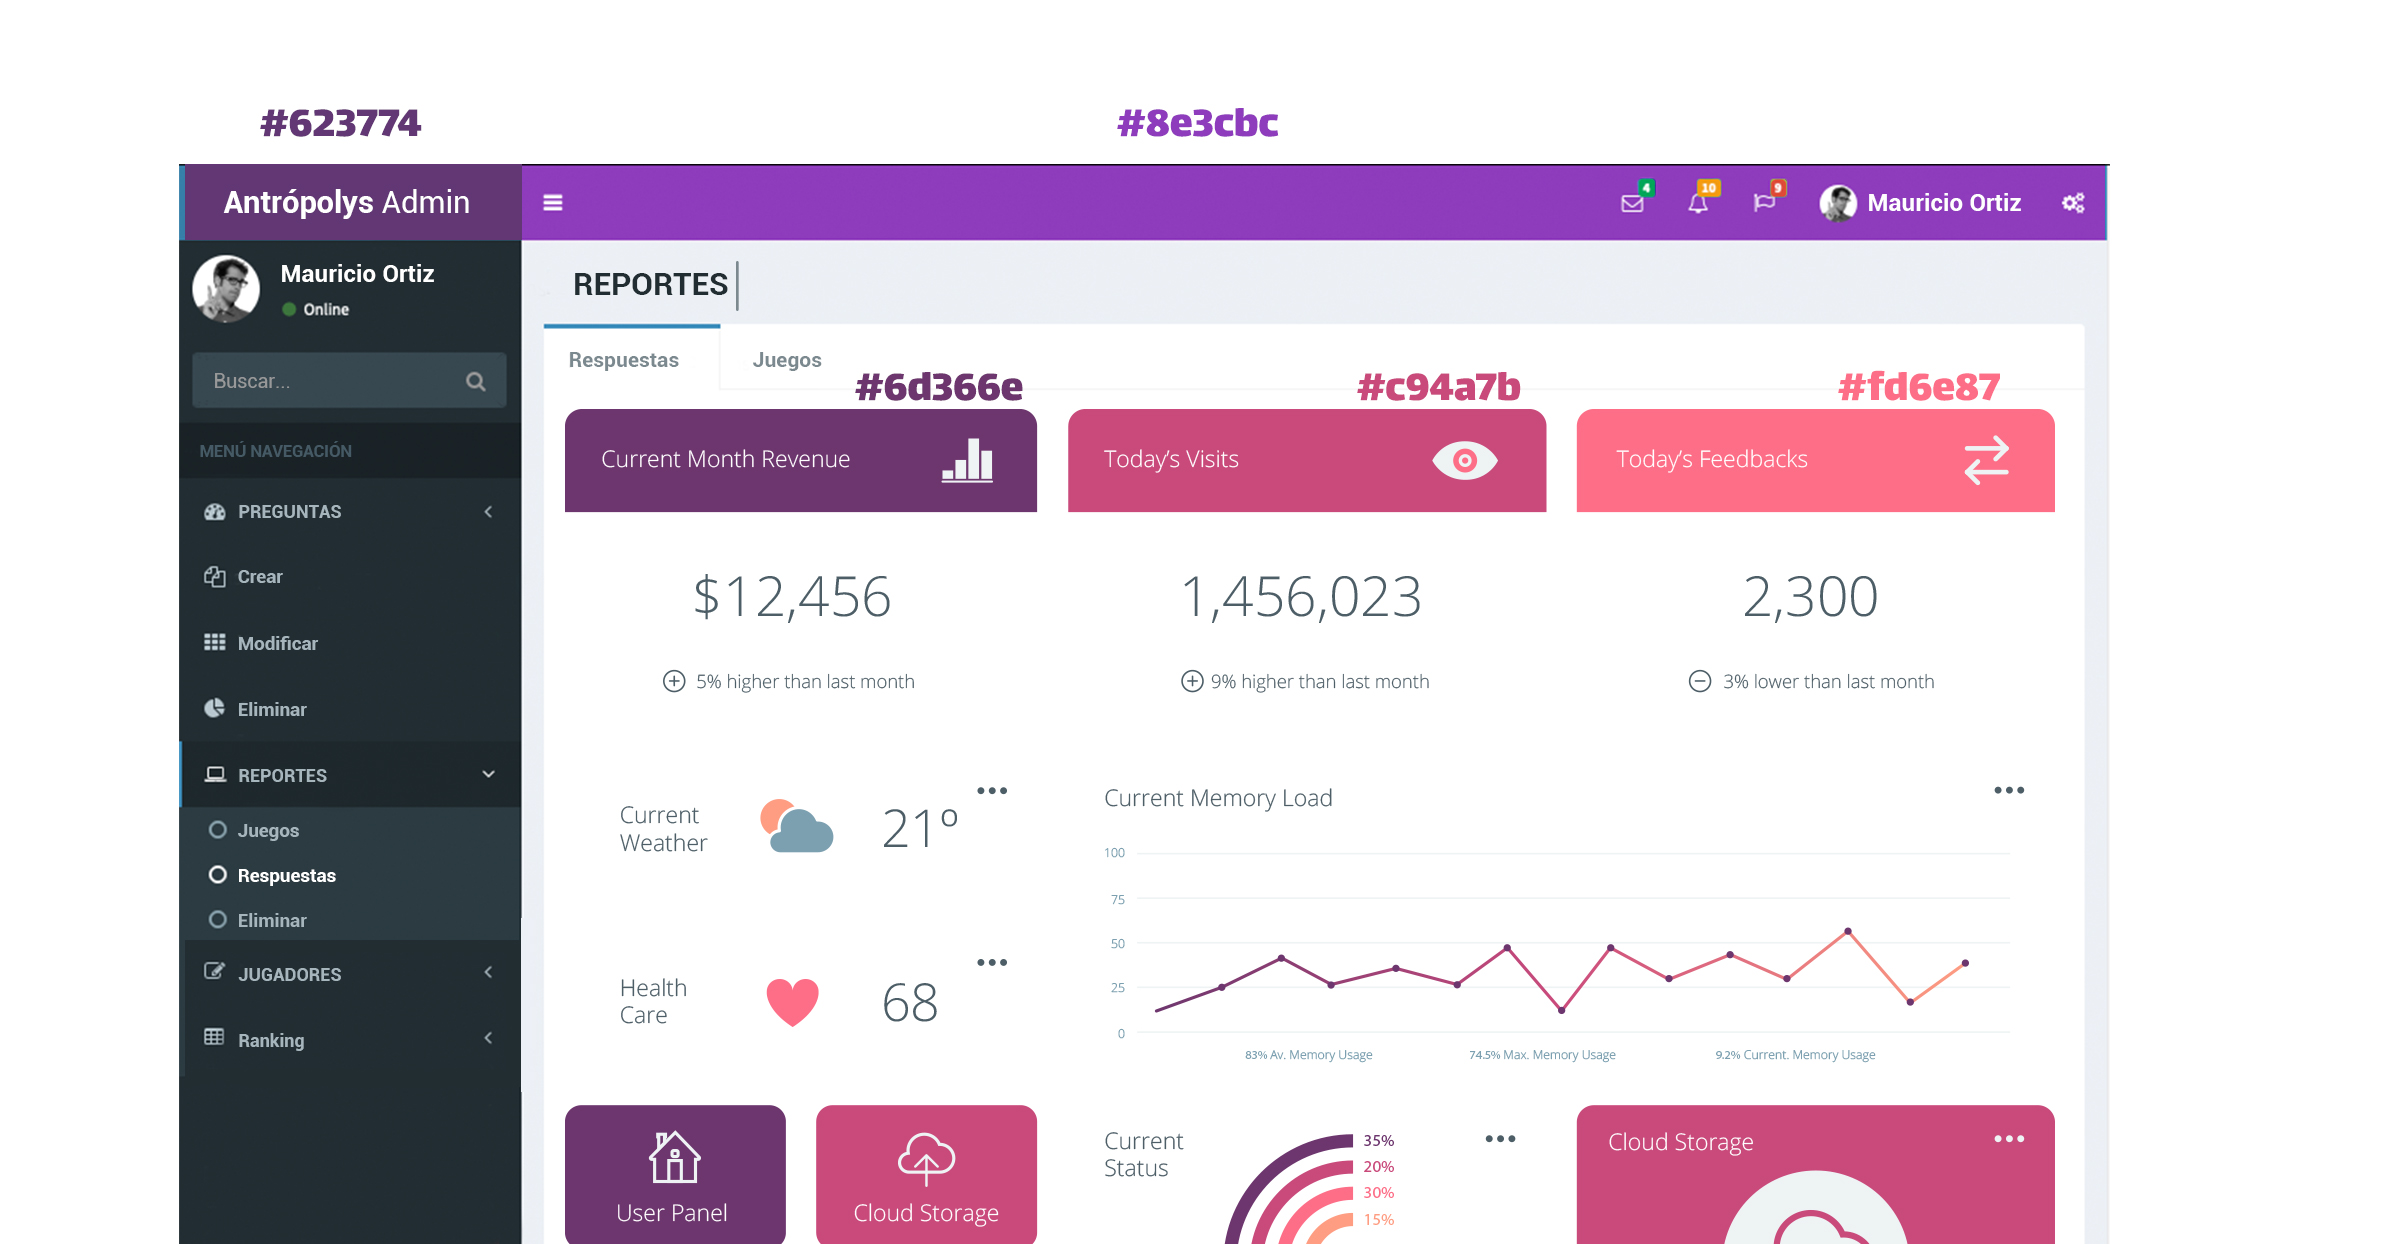 #623774
#8e3cbc
Antrópolys Admin
4
10
9
Mauricio Ortiz
Mauricio Ortiz
Online
Buscar...
MENÚ NAVEGACIÓN
PREGUNTAS
Crear
Modificar
Eliminar
REPORTES
Juegos
Respuestas
Eliminar
JUGADORES
Ranking
REPORTES
Respuestas
Juegos
#6d366e
#c94a7b
#fd6e87
Current Month Revenue
Today's Visits
Today's Feedbacks
$12,456
1,456,023
2,300
5% higher than last month
9% higher than last month
3% lower than last month
Current
Weather
21º
Health
Care
68
Current Memory Load
100
75
50
25
0
83% Av. Memory Usage
74.5% Max. Memory Usage
9.2% Current. Memory Usage
User Panel
Cloud Storage
Current
Status
35%
20%
30%
15%
Cloud Storage